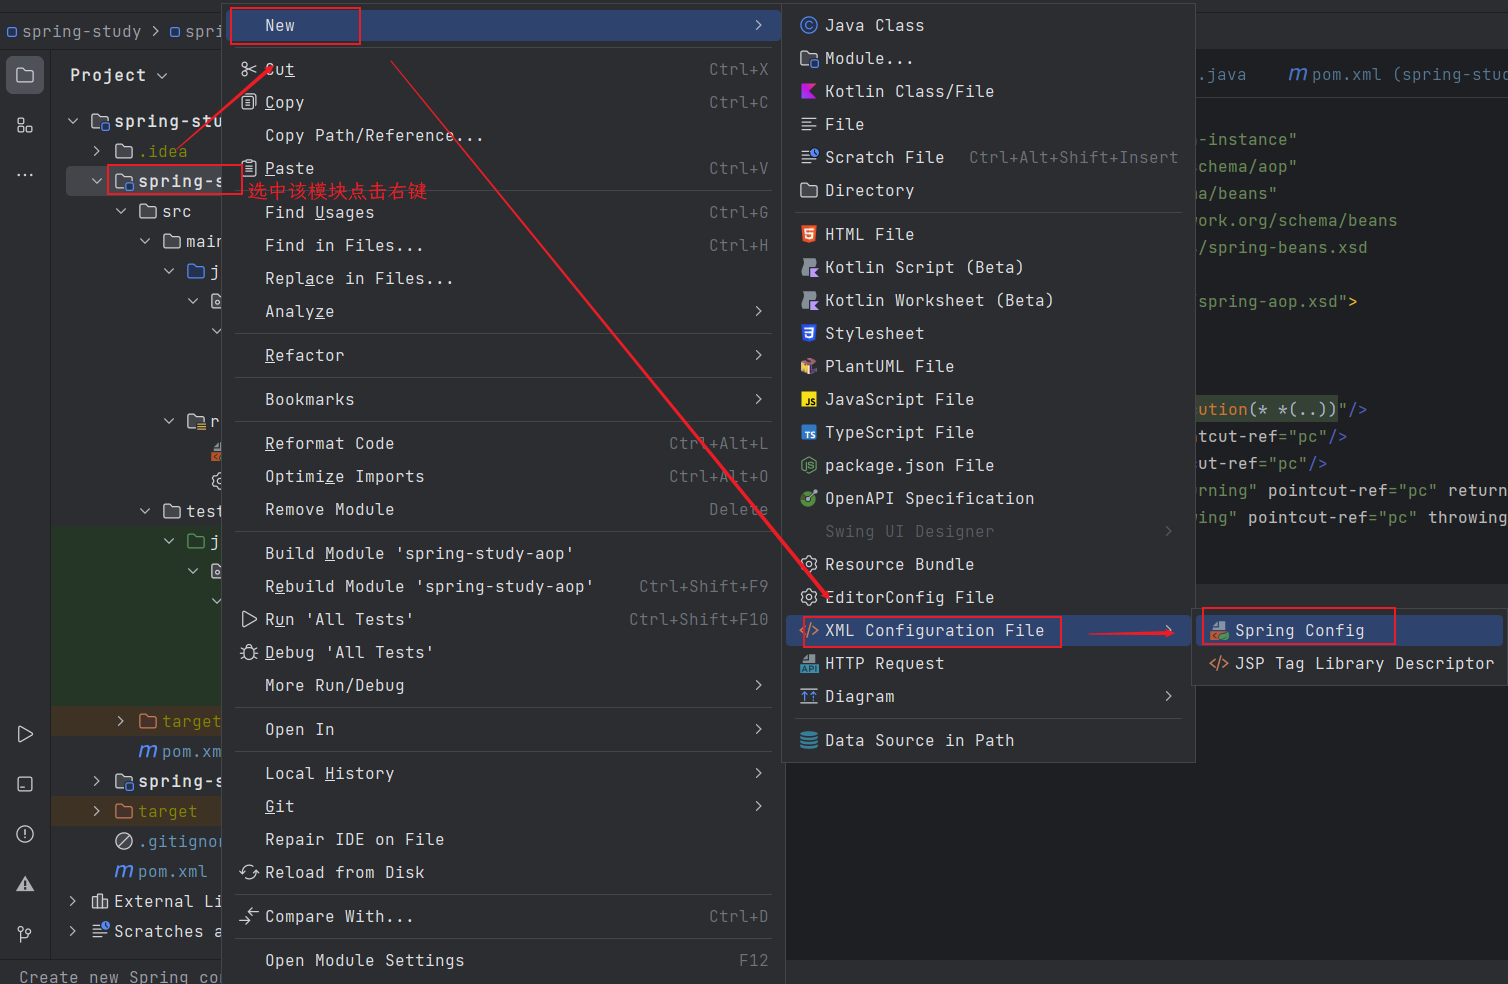 spring-study > spri
Project
spring-stu
.idea
spring-s
选中该模块点击右键
src
main
j
r
test
j
target
pom.xm
spring-s
target
.gitignor
pom.xml
External Li
Scratches a
Create new Spring con
New
Cut Ctrl+X
Copy Ctrl+C
Copy Path/Reference...
Paste Ctrl+V
Find Usages Ctrl+G
Find in Files... Ctrl+H
Replace in Files...
Analyze
Refactor
Bookmarks
Reformat Code Ctrl+Alt+L
Optimize Imports Ctrl+Alt+O
Remove Module Delete
Build Module 'spring-study-aop'
Rebuild Module 'spring-study-aop' Ctrl+Shift+F9
Run 'All Tests' Ctrl+Shift+F10
Debug 'All Tests'
More Run/Debug
Open In
Local History
Git
Repair IDE on File
Reload from Disk
Compare With... Ctrl+D
Open Module Settings F12
Java Class
Module...
Kotlin Class/File
File
Scratch File Ctrl+Alt+Shift+Insert
Directory
HTML File
Kotlin Script (Beta)
Kotlin Worksheet (Beta)
Stylesheet
PlantUML File
JavaScript File
TypeScript File
package.json File
OpenAPI Specification
Swing UI Designer
Resource Bundle
EditorConfig File
XML Configuration File
HTTP Request
Diagram
Data Source in Path
Spring Config
JSP Tag Library Descriptor
.java pom.xml (spring-stud
-instance"
chema/aop"
a/beans"
ork.org/schema/beans
/spring-beans.xsd
spring-aop.xsd">
ution(* *(..))"/>
ntcut-ref="pc"/>
cut-ref="pc"/>
rning" pointcut-ref="pc" return
ing" pointcut-ref="pc" throwing